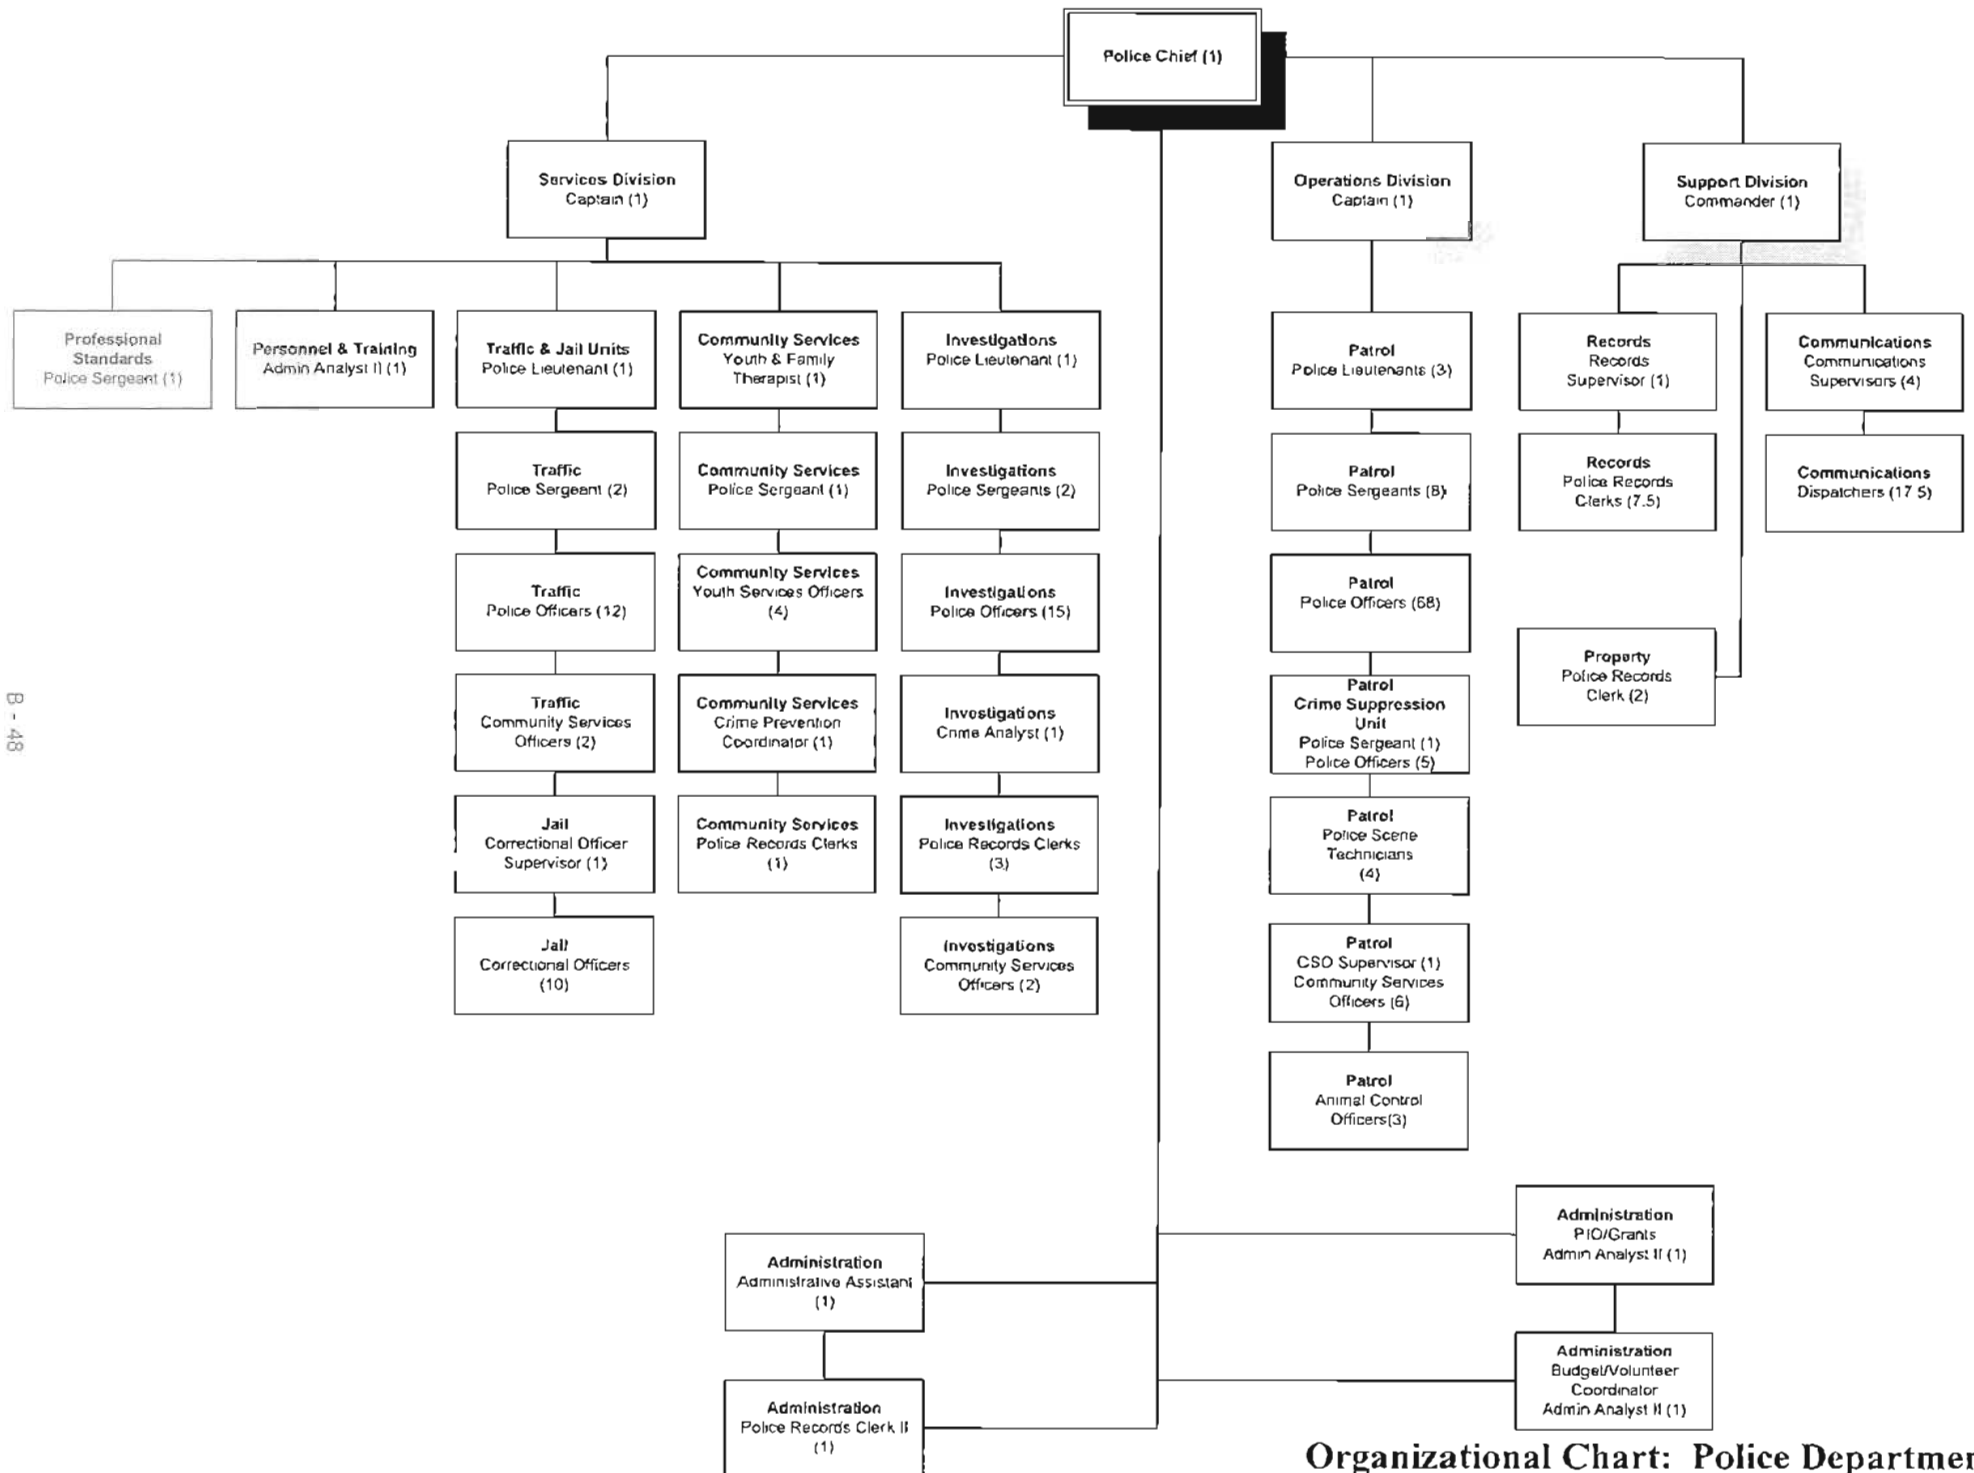 Police Chief (1)
Services Division
Captain (1)
Operations Division
Captain (1)
Support Division
Commander (1)
Professional
Standards
Police Sergeant (1)
Personnel & Training
Admin Analyst II (1)
Traffic & Jail Units
Police Lieutenant (1)
Community Services
Youth & Family
Therapist (1)
Investigations
Police Lieutenant (1)
Patrol
Police Lieutenants (3)
Records
Records
Supervisor (1)
Communications
Communications
Supervisors (4)
Traffic
Police Sergeant (2)
Community Services
Police Sergeant (1)
Investigations
Police Sergeants (2)
Patrol
Police Sergeants (8)
Records
Police Records
Clerks (7.5)
Communications
Dispatchers (17.5)
Traffic
Police Officers (12)
Community Services
Youth Services Officers
(4)
Investigations
Police Officers (15)
Patrol
Police Officers (68)
Property
Police Records
Clerk (2)
Traffic
Community Services
Officers (2)
Community Services
Crime Prevention
Coordinator (1)
Investigations
Crime Analyst (1)
Patrol
Crime Suppression
Unit
Police Sergeant (1)
Police Officers (5)
Jail
Correctional Officer
Supervisor (1)
Community Services
Police Records Clerks
(1)
Investigations
Police Records Clerks
(3)
Patrol
Police Scene
Technicians
(4)
Jail
Correctional Officers
(10)
Investigations
Community Services
Officers (2)
Patrol
CSO Supervisor (1)
Community Services
Officers (6)
Patrol
Animal Control
Officers(3)
Administration
Administrative Assistant
(1)
Administration
PIO/Grants
Admin Analyst II (1)
Administration
Police Records Clerk II
(1)
Administration
Budget/Volunteer
Coordinator
Admin Analyst II (1)
Organizational Chart: Police Departmen
B - 48